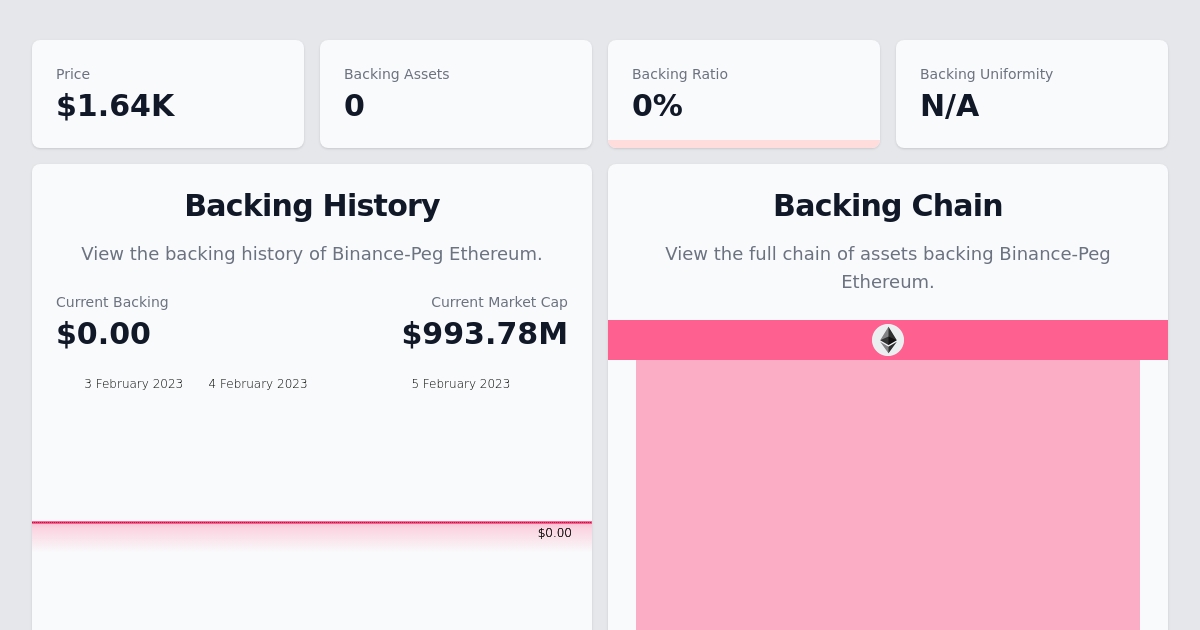 Price
$1.64K
Backing Assets
0
Backing Ratio
0%
Backing Uniformity
N/A
Backing History
View the backing history of Binance-Peg Ethereum.
Current Backing
$0.00
Current Market Cap
$993.78M
3 February 2023
4 February 2023
5 February 2023
$0.00
Backing Chain
View the full chain of assets backing Binance-Peg
Ethereum.